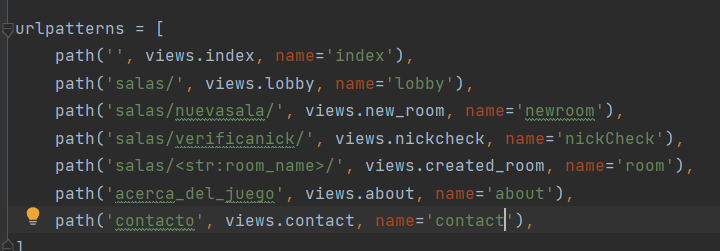 urlpatterns = [
path('', views.index, name='index'),
path('salas/', views.lobby, name='lobby'),
path('salas/nuevasala/', views.new_room, name='newroom'),
path('salas/verificanick/', views.nickcheck, name='nickCheck'),
path('salas/<str:room_name>/', views.created_room, name='room'),
path('acerca_del_juego', views.about, name='about'),
path('contacto', views.contact, name='contact'),
]